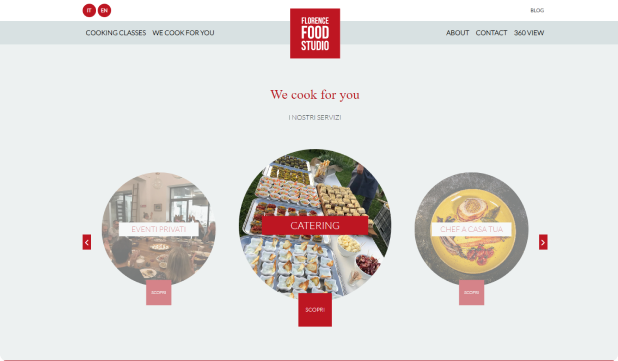 IT EN
BLOG
COOKING CLASSES WE COOK FOR YOU
FLORENCE
FOOD
STUDIO
ABOUT CONTACT 360 VIEW
We cook for you
I NOSTRI SERVIZI
EVENTI PRIVATI
CATERING
CHEF A CASA TUA
SCOPRI
SCOPRI
SCOPRI